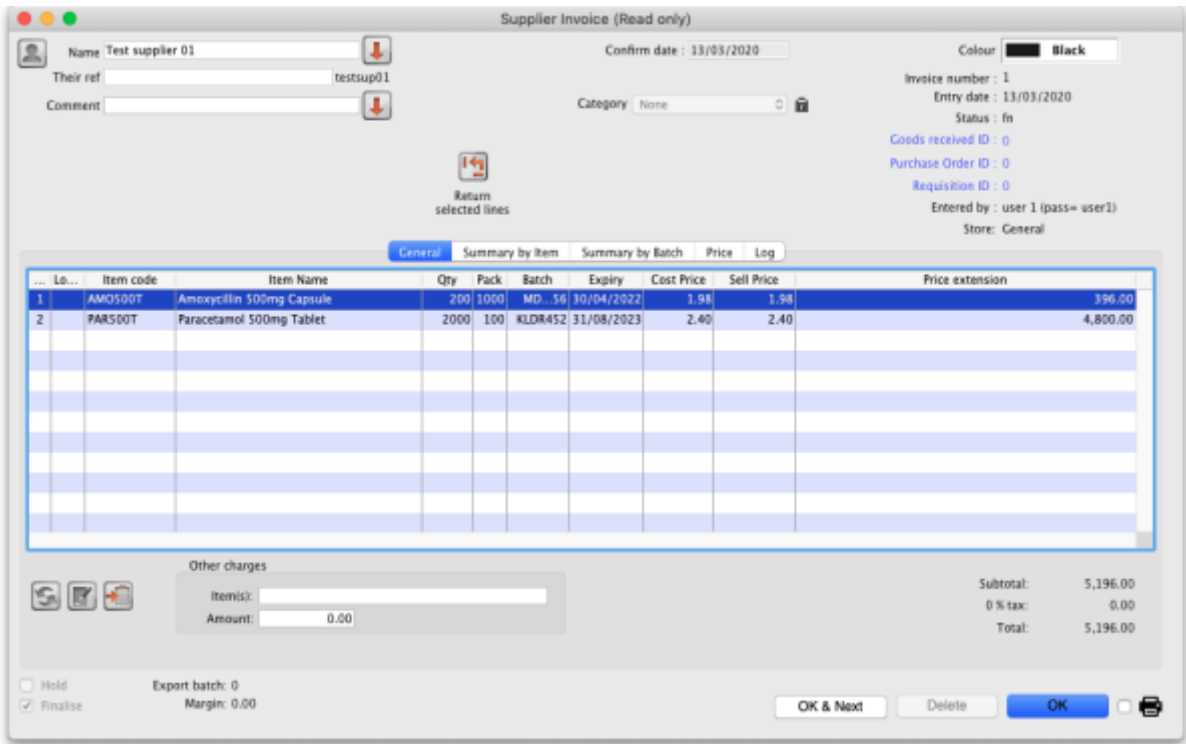 Supplier Invoice (Read only)
Name Test supplier 01 Confirm date : 13/03/2020 Colour Black
Their ref testsup01 Invoice number : 1
Comment Category None Entry date : 13/03/2020
Status : fn
Goods received ID : 0
Purchase Order ID : 0
Return Requisition ID : 0
selected lines Entered by : user 1 (pass= user1)
Store: General
General Summary by Item Summary by Batch Price Log
... Lo... Item code Item Name Qty Pack Batch Expiry Cost Price Sell Price Price extension
1 AMO500T Amoxycillin 500mg Capsule 200 1000 MD...56 30/04/2022 1.98 1.98 396.00
2 PAR500T Paracetamol 500mg Tablet 2000 100 KLDR452 31/08/2023 2.40 2.40 4,800.00
Other charges
Item(s): Subtotal: 5,196.00
0 % tax: 0.00
Amount: 0.00 Total: 5,196.00
Hold Export batch: 0
Finalise Margin: 0.00 OK & Next Delete OK